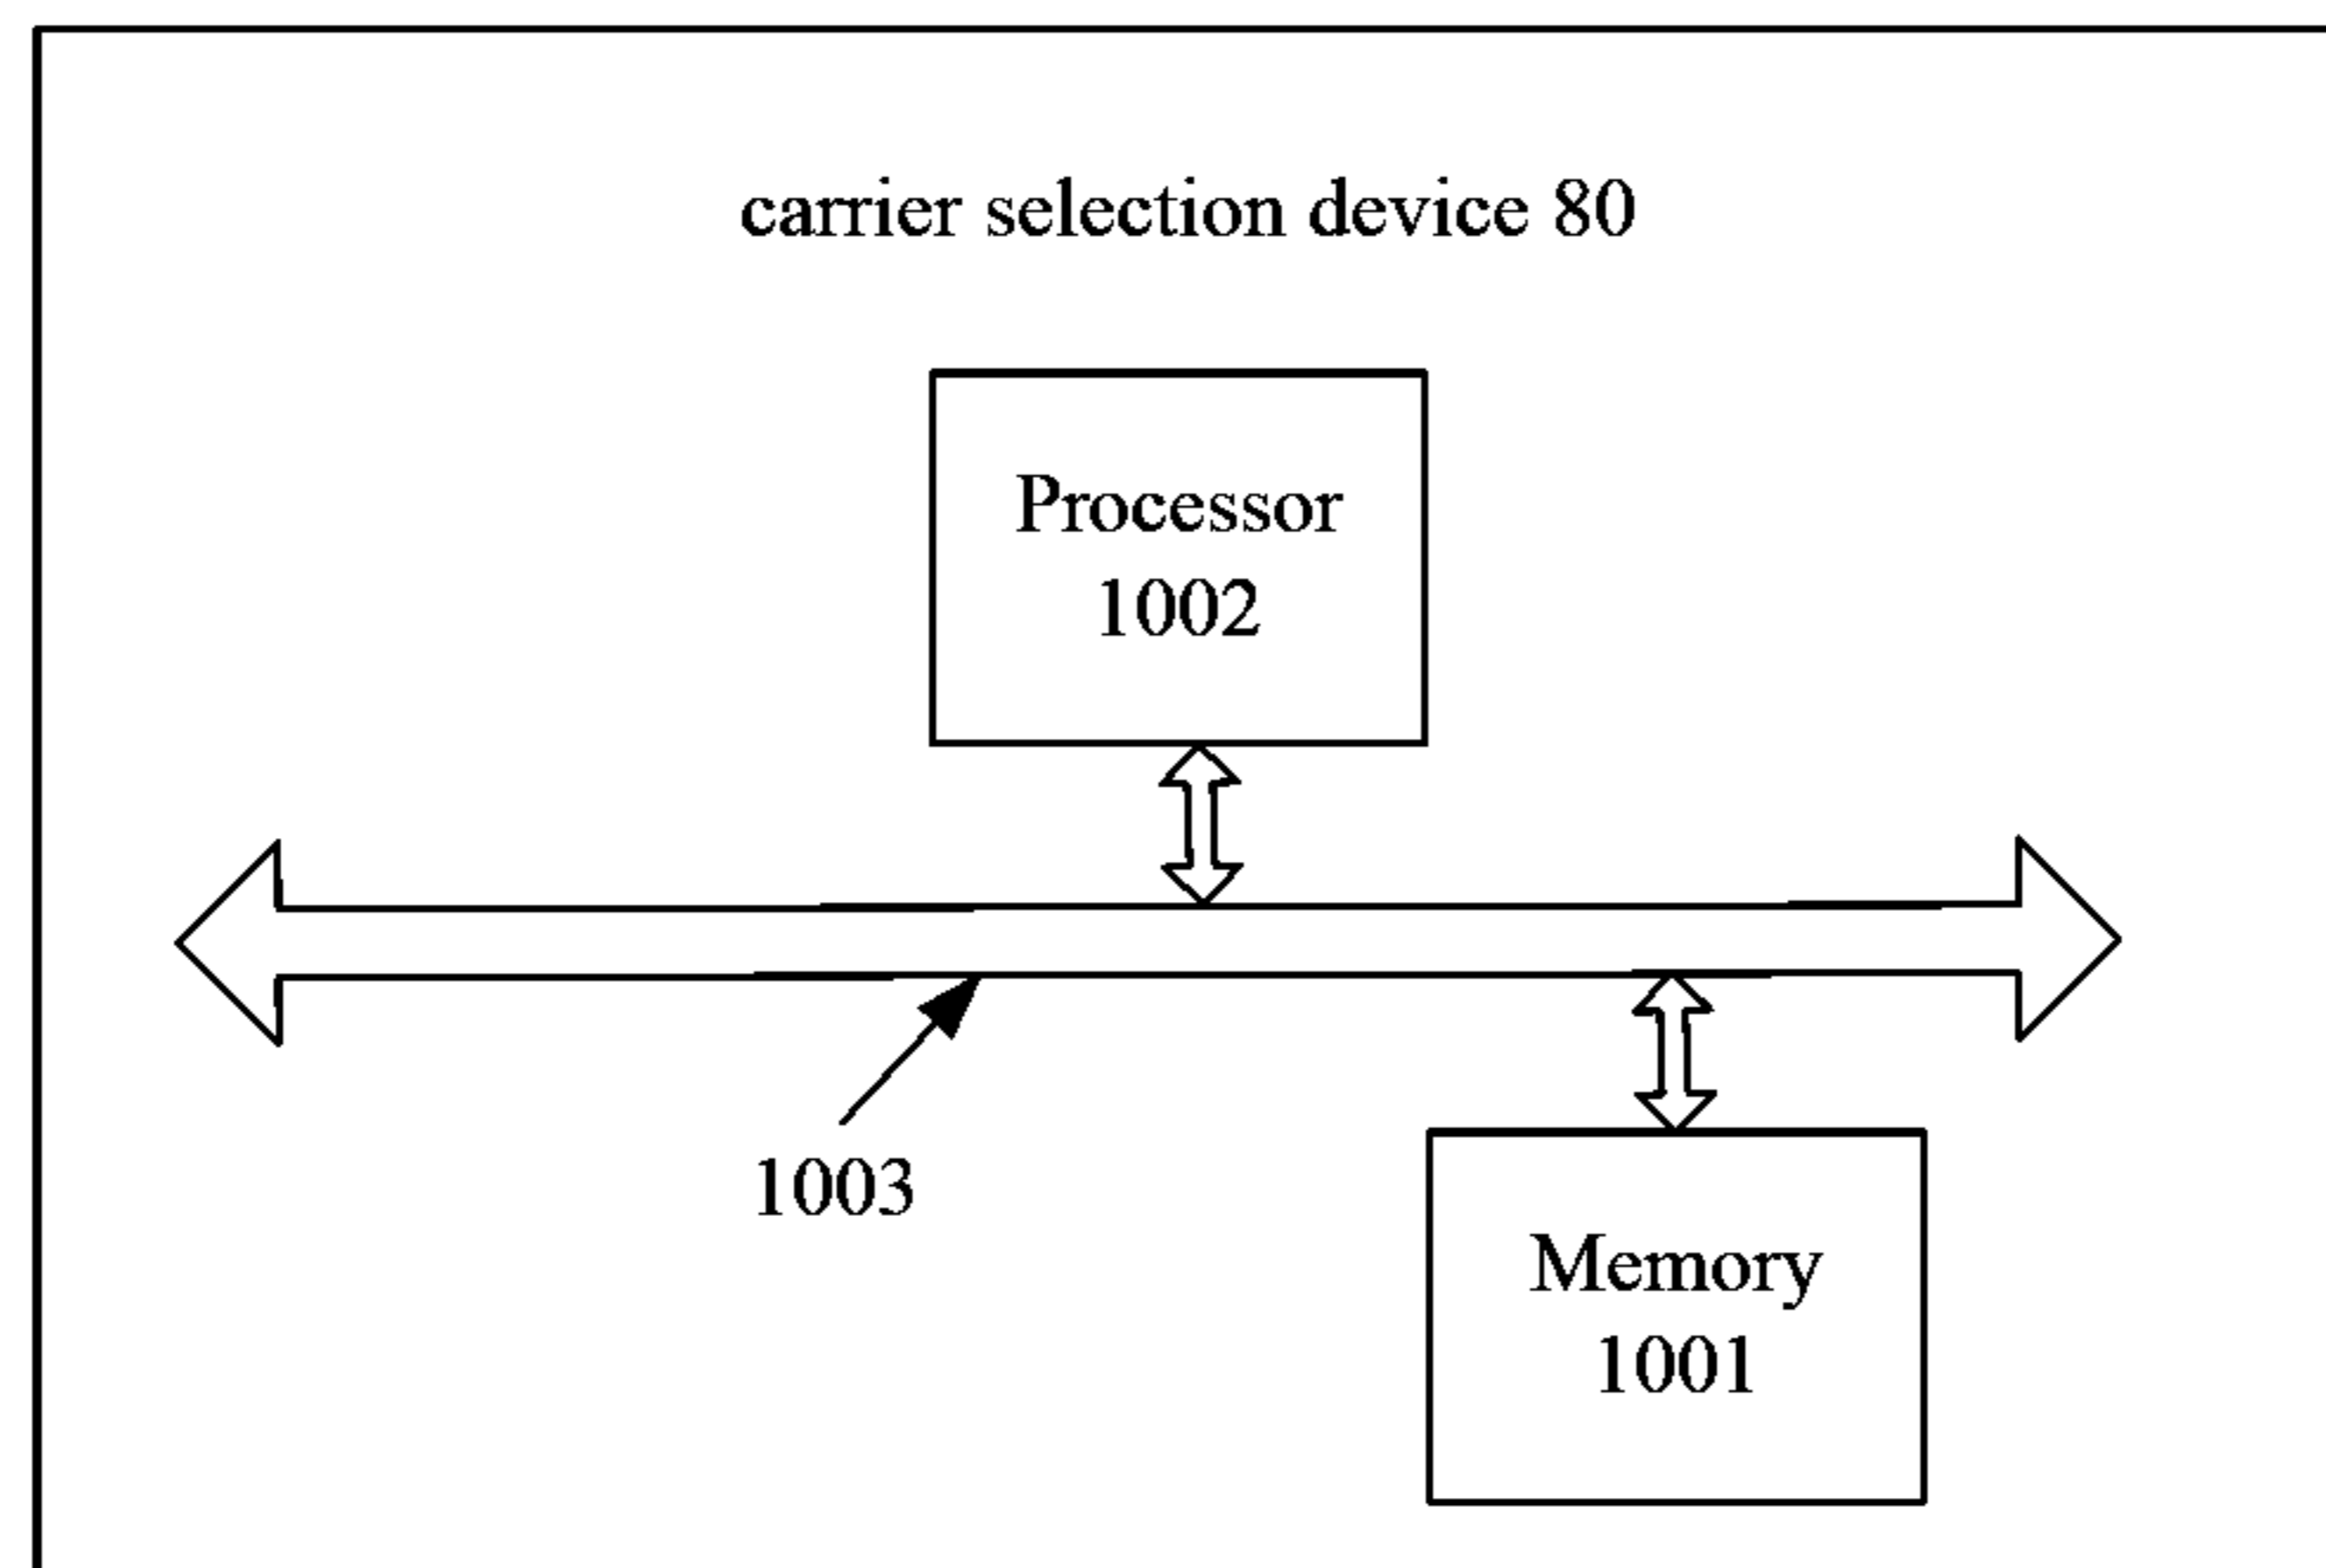 carrier selection device 80
Processor
1002
1003
Memory
1001